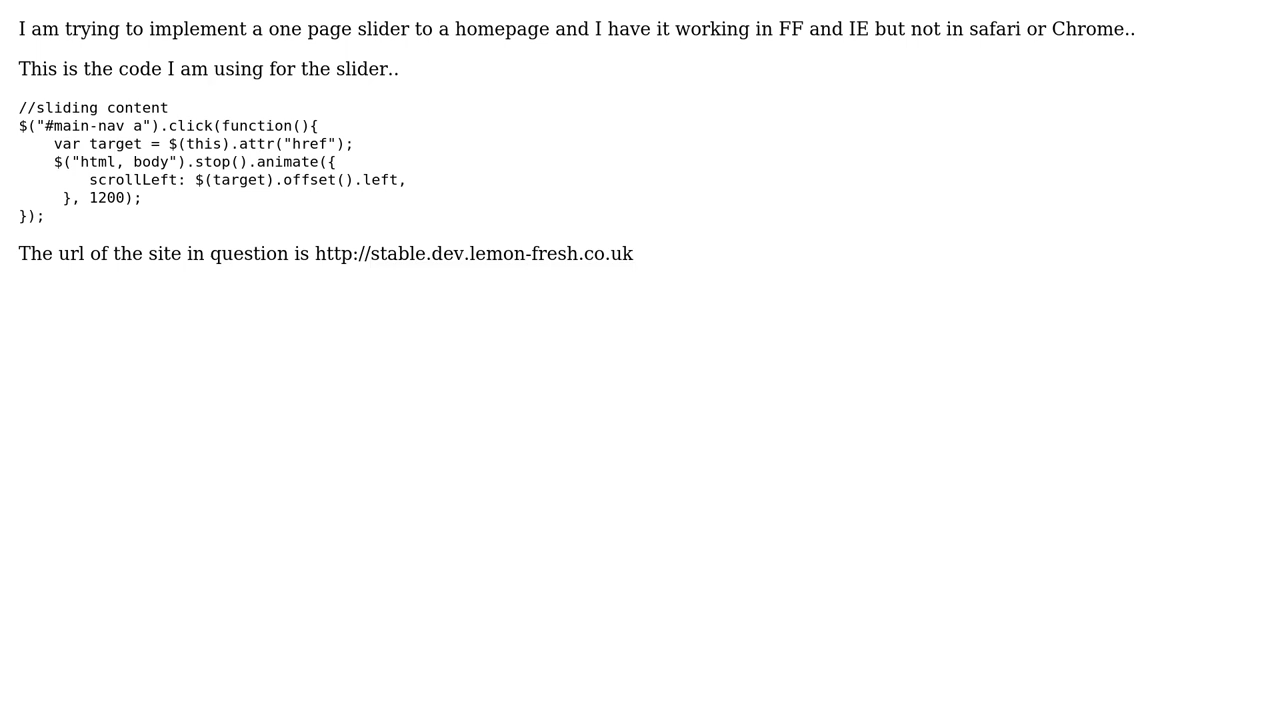 I am trying to implement a one page slider to a homepage and I have it working in FF and IE but not in safari or Chrome..
This is the code I am using for the slider..
//sliding content
$("#main-nav a").click(function(){
    var target = $(this).attr("href");
    $("html, body").stop().animate({
        scrollLeft: $(target).offset().left,
     }, 1200);
});
The url of the site in question is http://stable.dev.lemon-fresh.co.uk